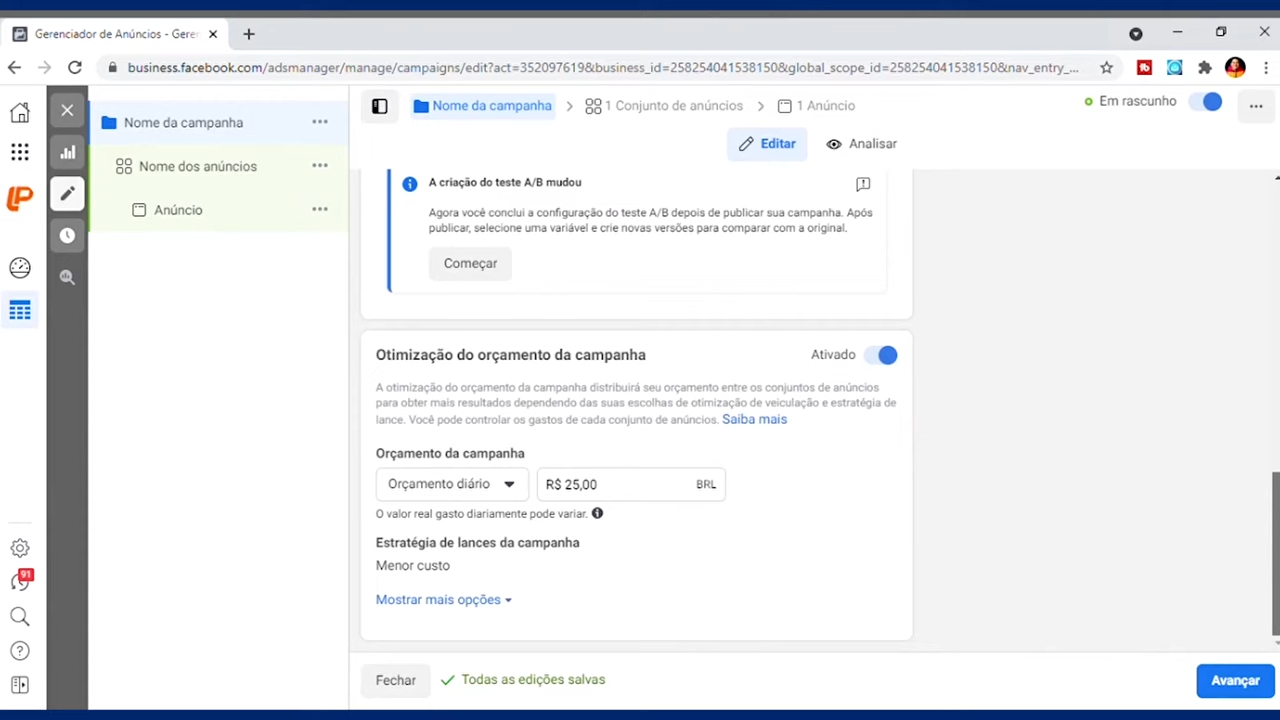 Gerenciador de Anúncios - Geren
business.facebook.com/adsmanager/manage/campaigns/edit?act=352097619&business_id=258254041538150&global_scope_id=258254041538150&nav_entry_...
Nome da campanha
Nome dos anúncios
Anúncio
Nome da campanha
1 Conjunto de anúncios
1 Anúncio
Em rascunho
Editar
Analisar
A criação do teste A/B mudou
Agora você conclui a configuração do teste A/B depois de publicar sua campanha. Após
publicar, selecione uma variável e crie novas versões para comparar com a original.
Começar
Otimização do orçamento da campanha
Ativado
A otimização do orçamento da campanha distribuirá seu orçamento entre os conjuntos de anúncios
para obter mais resultados dependendo das suas escolhas de otimização de veiculação e estratégia de
lance. Você pode controlar os gastos de cada conjunto de anúncios. Saiba mais
Orçamento da campanha
Orçamento diário
R$ 25,00 BRL
O valor real gasto diariamente pode variar.
Estratégia de lances da campanha
Menor custo
Mostrar mais opções
91
Fechar
Todas as edições salvas
Avançar